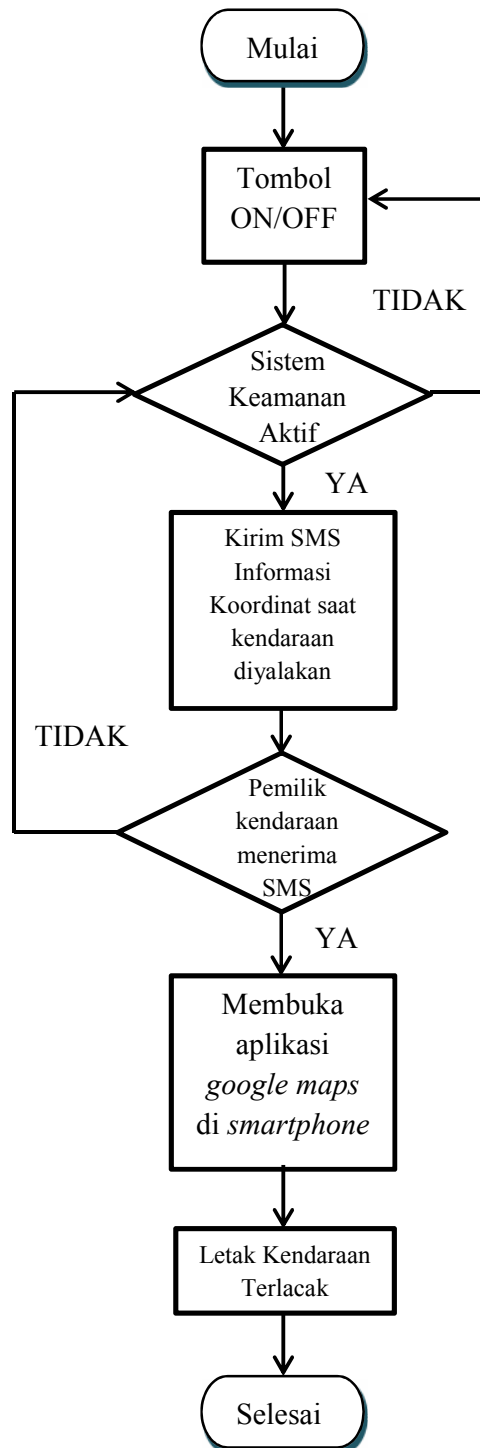 Mulai
Tombol
ON/OFF
TIDAK
Sistem
Keamanan
Aktif
YA
Kirim SMS
Informasi
Koordinat saat
kendaraan
diyalakan
TIDAK
Pemilik
kendaraan
menerima
SMS
YA
Membuka
aplikasi
google maps
di smartphone
Letak Kendaraan
Terlacak
Selesai